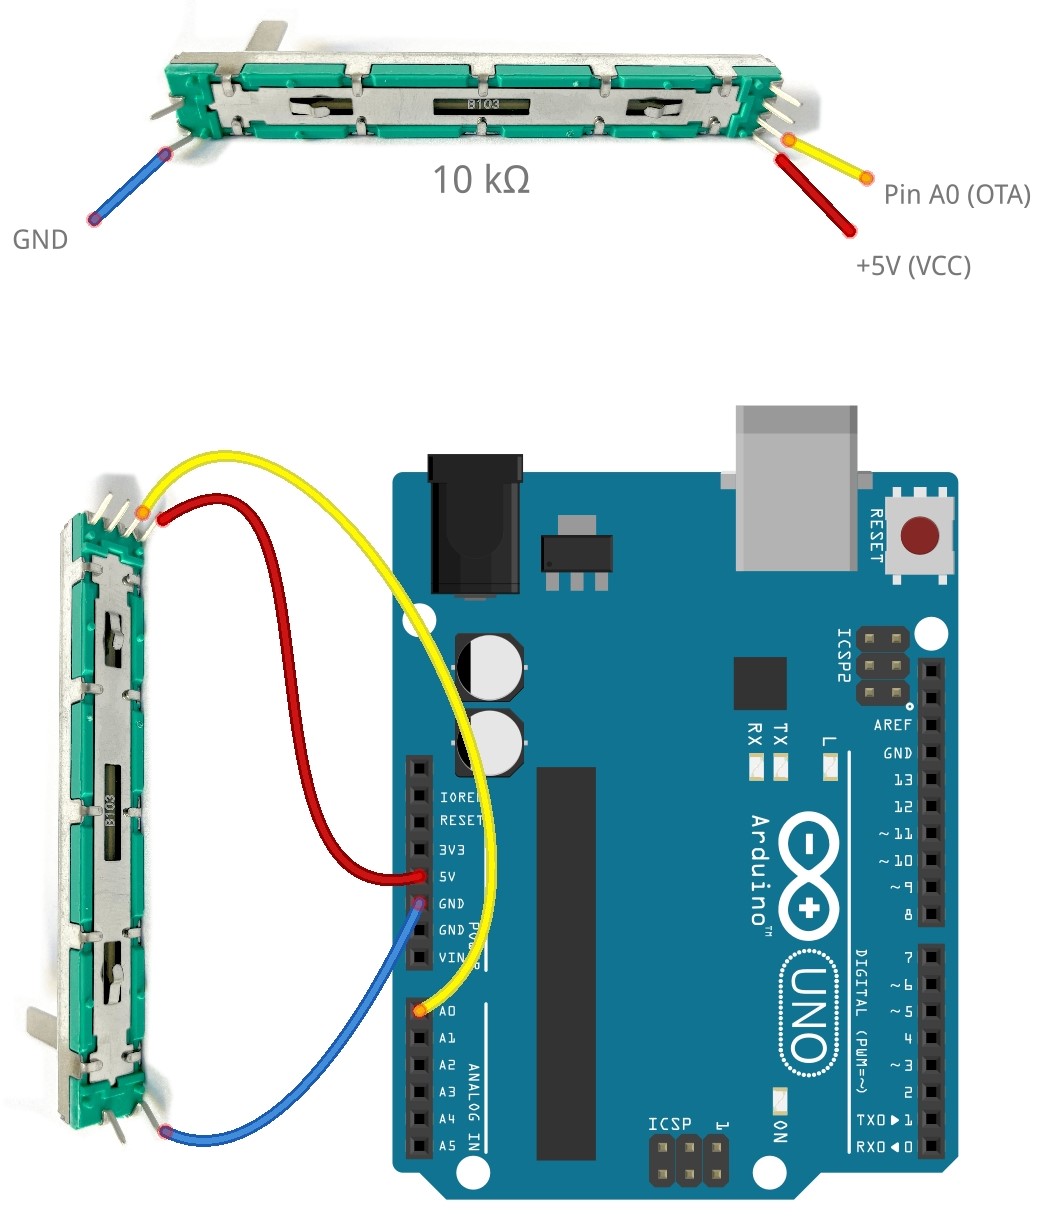 B103
10 kΩ
Pin A0 (OTA)
GND
+5V (VCC)
RESET
ICSP2
AREF
GND
13
12
~11
~10
~9
8
RX
TX
L
IOREF
RESET
3V3
5V
GND
GND
VIN
POWER
Arduino™
UNO
B103
7
~6
~5
4
~3
2
TX0▶1
RX0◀0
DIGITAL (PWM=~)
A0
A1
A2
A3
A4
A5
ANALOG IN
ICSP
1
ON